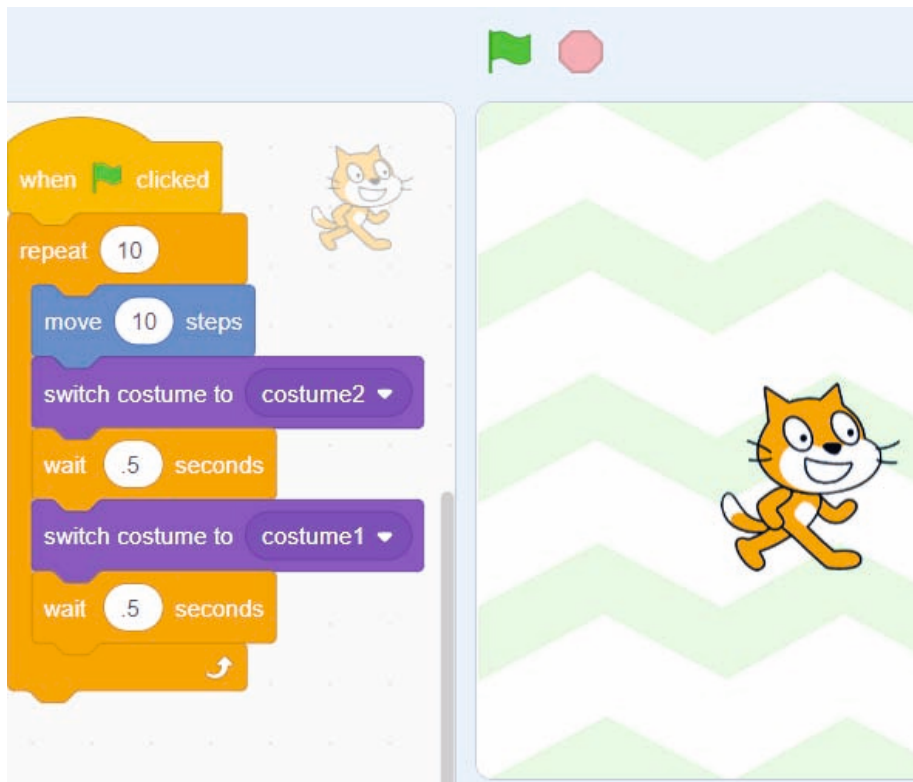 when clicked
repeat 10
move 10 steps
switch costume to costume2
wait .5 seconds
switch costume to costume1
wait .5 seconds